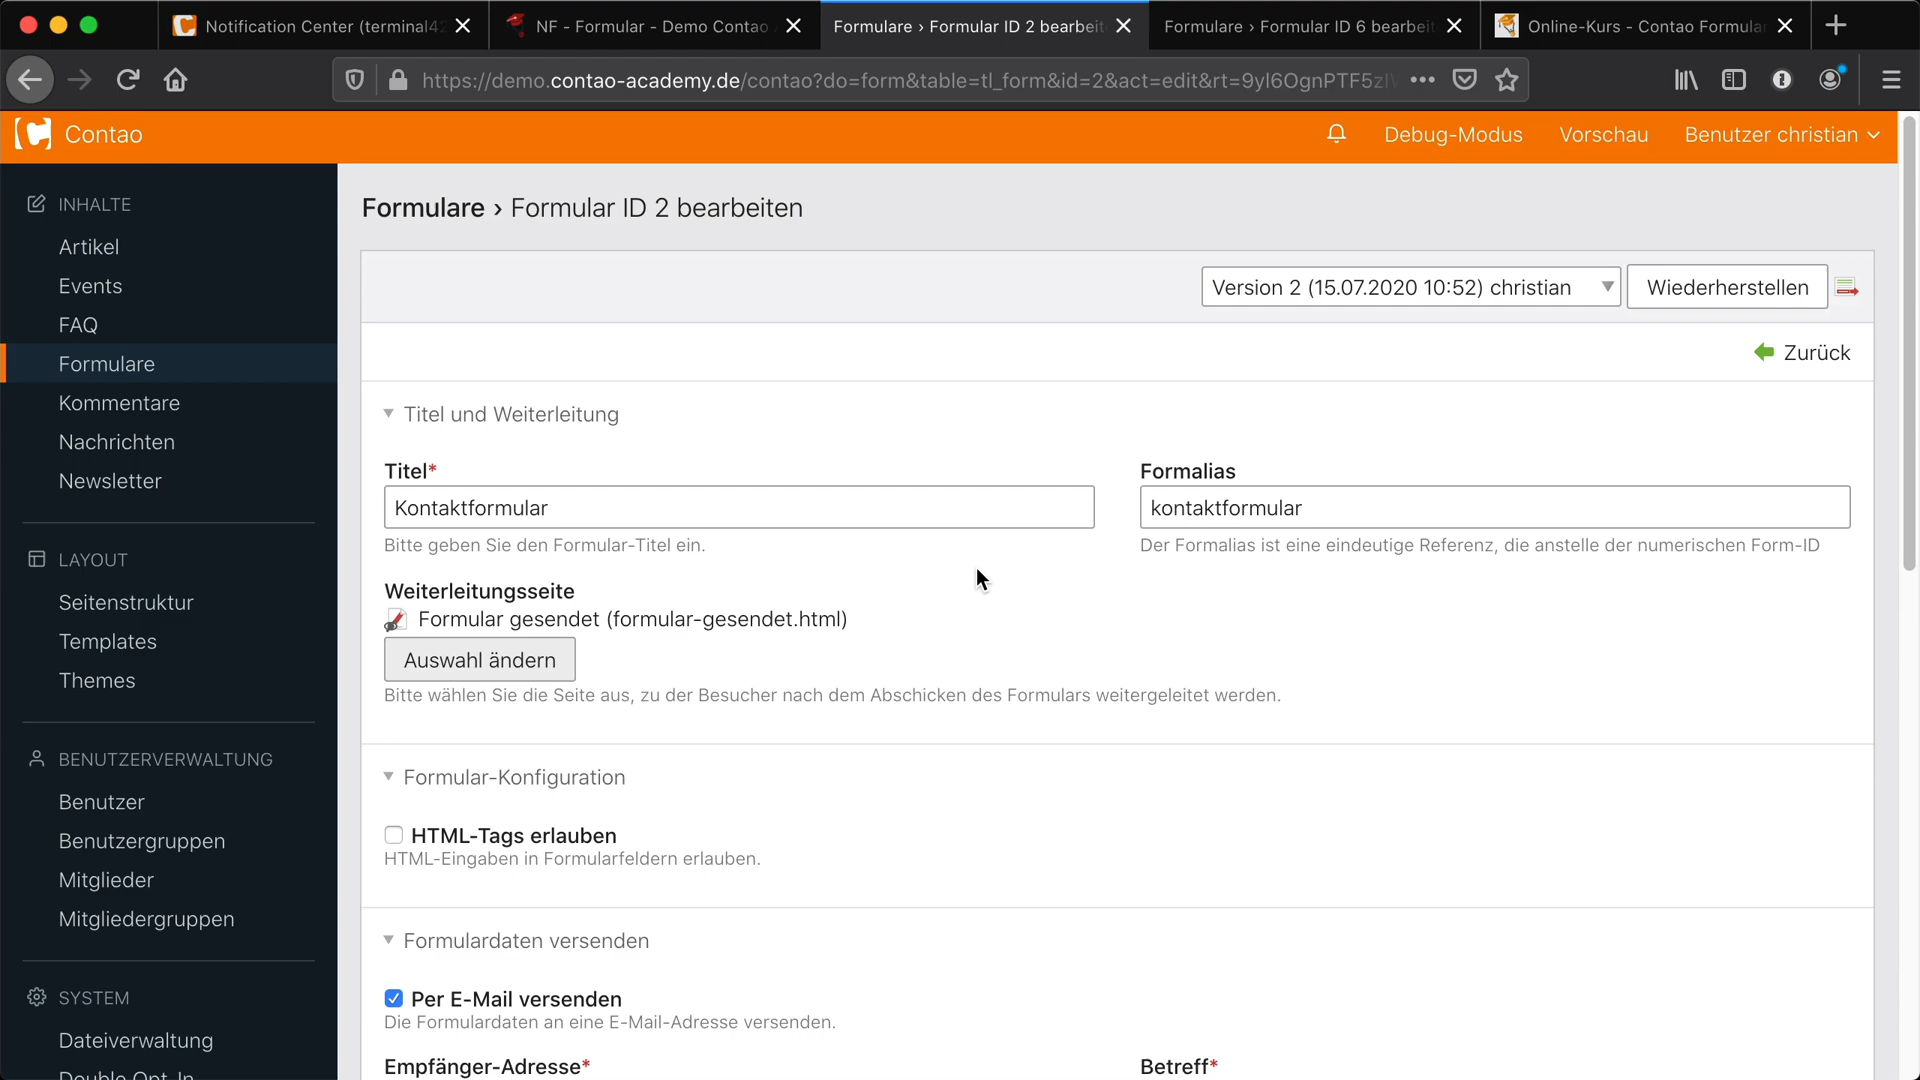 Notification Center (terminal42
NF - Formular - Demo Contao
Formulare › Formular ID 2 bearbeit
Formulare › Formular ID 6 bearbeit
Online-Kurs - Contao Formular
https://demo.contao-academy.de/contao?do=form&table=tl_form&id=2&act=edit&rt=9yl6OgnPTF5zl
Contao
Debug-Modus
Vorschau
Benutzer christian
INHALTE
Artikel
Events
FAQ
Formulare
Kommentare
Nachrichten
Newsletter
LAYOUT
Seitenstruktur
Templates
Themes
BENUTZERVERWALTUNG
Benutzer
Benutzergruppen
Mitglieder
Mitgliedergruppen
SYSTEM
Dateiverwaltung
Double Opt-In
Formulare › Formular ID 2 bearbeiten
Version 2 (15.07.2020 10:52) christian
Wiederherstellen
Zurück
Titel und Weiterleitung
Titel*
Kontaktformular
Bitte geben Sie den Formular-Titel ein.
Formalias
kontaktformular
Der Formalias ist eine eindeutige Referenz, die anstelle der numerischen Form-ID
Weiterleitungsseite
Formular gesendet (formular-gesendet.html)
Auswahl ändern
Bitte wählen Sie die Seite aus, zu der Besucher nach dem Abschicken des Formulars weitergeleitet werden.
Formular-Konfiguration
HTML-Tags erlauben
HTML-Eingaben in Formularfeldern erlauben.
Formulardaten versenden
Per E-Mail versenden
Die Formulardaten an eine E-Mail-Adresse versenden.
Empfänger-Adresse*
Betreff*